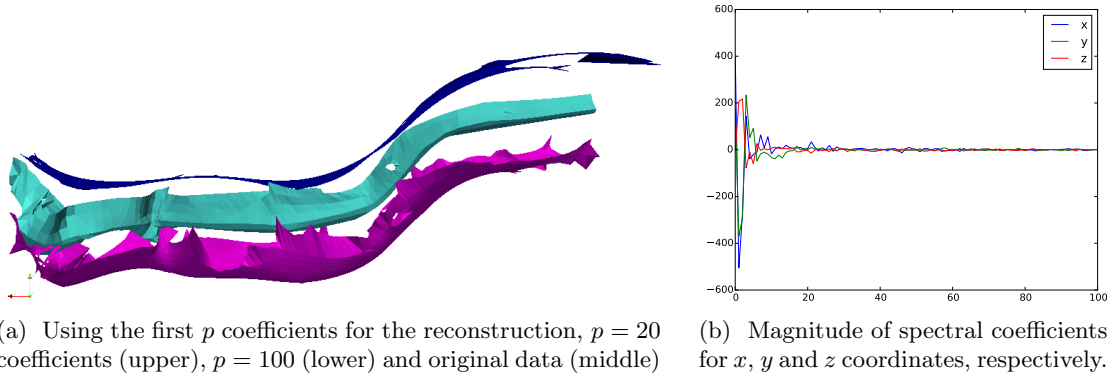 600
400
200
0
−200
−400
−600
0 20 40 60 80 100
x
y
z
a) Using the first p coefficients for the reconstruction, p = 20
coefficients (upper), p = 100 (lower) and original data (middle)
(b) Magnitude of spectral coefficients
for x, y and z coordinates, respectively.